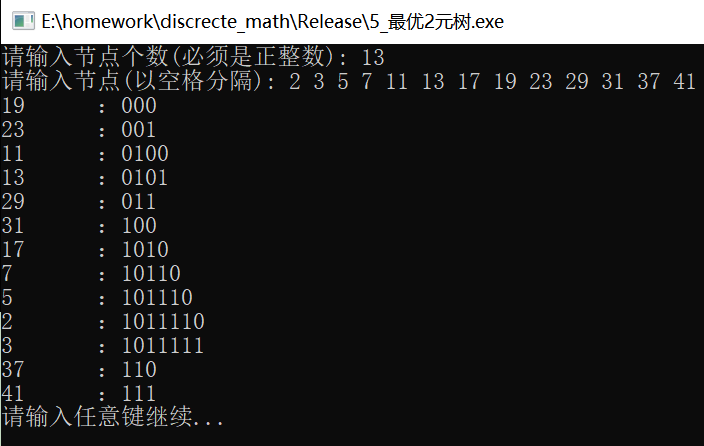 E:\homework\discrecte_math\Release\5_最优2元树.exe
请输入节点个数(必须是正整数): 13
请输入节点(以空格分隔): 2 3 5 7 11 13 17 19 23 29 31 37 41
19      : 000
23      : 001
11      : 0100
13      : 0101
29      : 011
31      : 100
17      : 1010
7       : 10110
5       : 101110
2       : 1011110
3       : 1011111
37      : 110
41      : 111
请输入任意键继续...